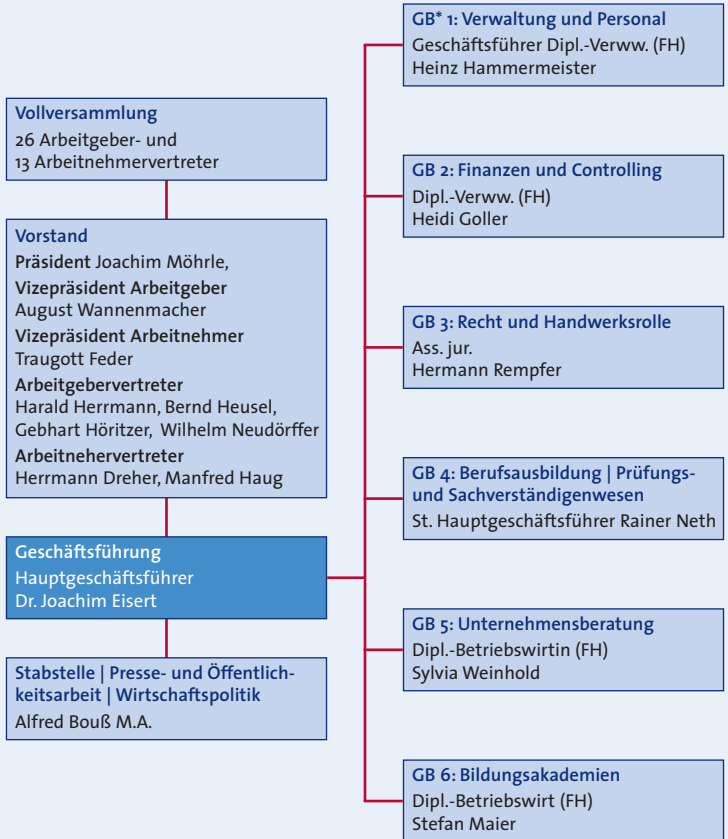 Vollversammlung
26 Arbeitgeber- und
13 Arbeitnehmervertreter
Vorstand
Präsident Joachim Möhrle,
Vizepräsident Arbeitgeber
August Wannenmacher
Vizepräsident Arbeitnehmer
Traugott Feder
Arbeitgebervertreter
Harald Herrmann, Bernd Heusel,
Gebhart Höritzer, Wilhelm Neudörffer
Arbeitnehervertreter
Herrmann Dreher, Manfred Haug
Geschäftsführung
Hauptgeschäftsführer
Dr. Joachim Eisert
Stabstelle | Presse- und Öffentlich-
keitsarbeit | Wirtschaftspolitik
Alfred Bouß M.A.
GB* 1: Verwaltung und Personal
Geschäftsführer Dipl.-Verww. (FH)
Heinz Hammermeister
GB 2: Finanzen und Controlling
Dipl.-Verww. (FH)
Heidi Goller
GB 3: Recht und Handwerksrolle
Ass. jur.
Hermann Rempfer
GB 4: Berufsausbildung | Prüfungs-
und Sachverständigenwesen
St. Hauptgeschäftsführer Rainer Neth
GB 5: Unternehmensberatung
Dipl.-Betriebswirtin (FH)
Sylvia Weinhold
GB 6: Bildungsakademien
Dipl.-Betriebswirt (FH)
Stefan Maier